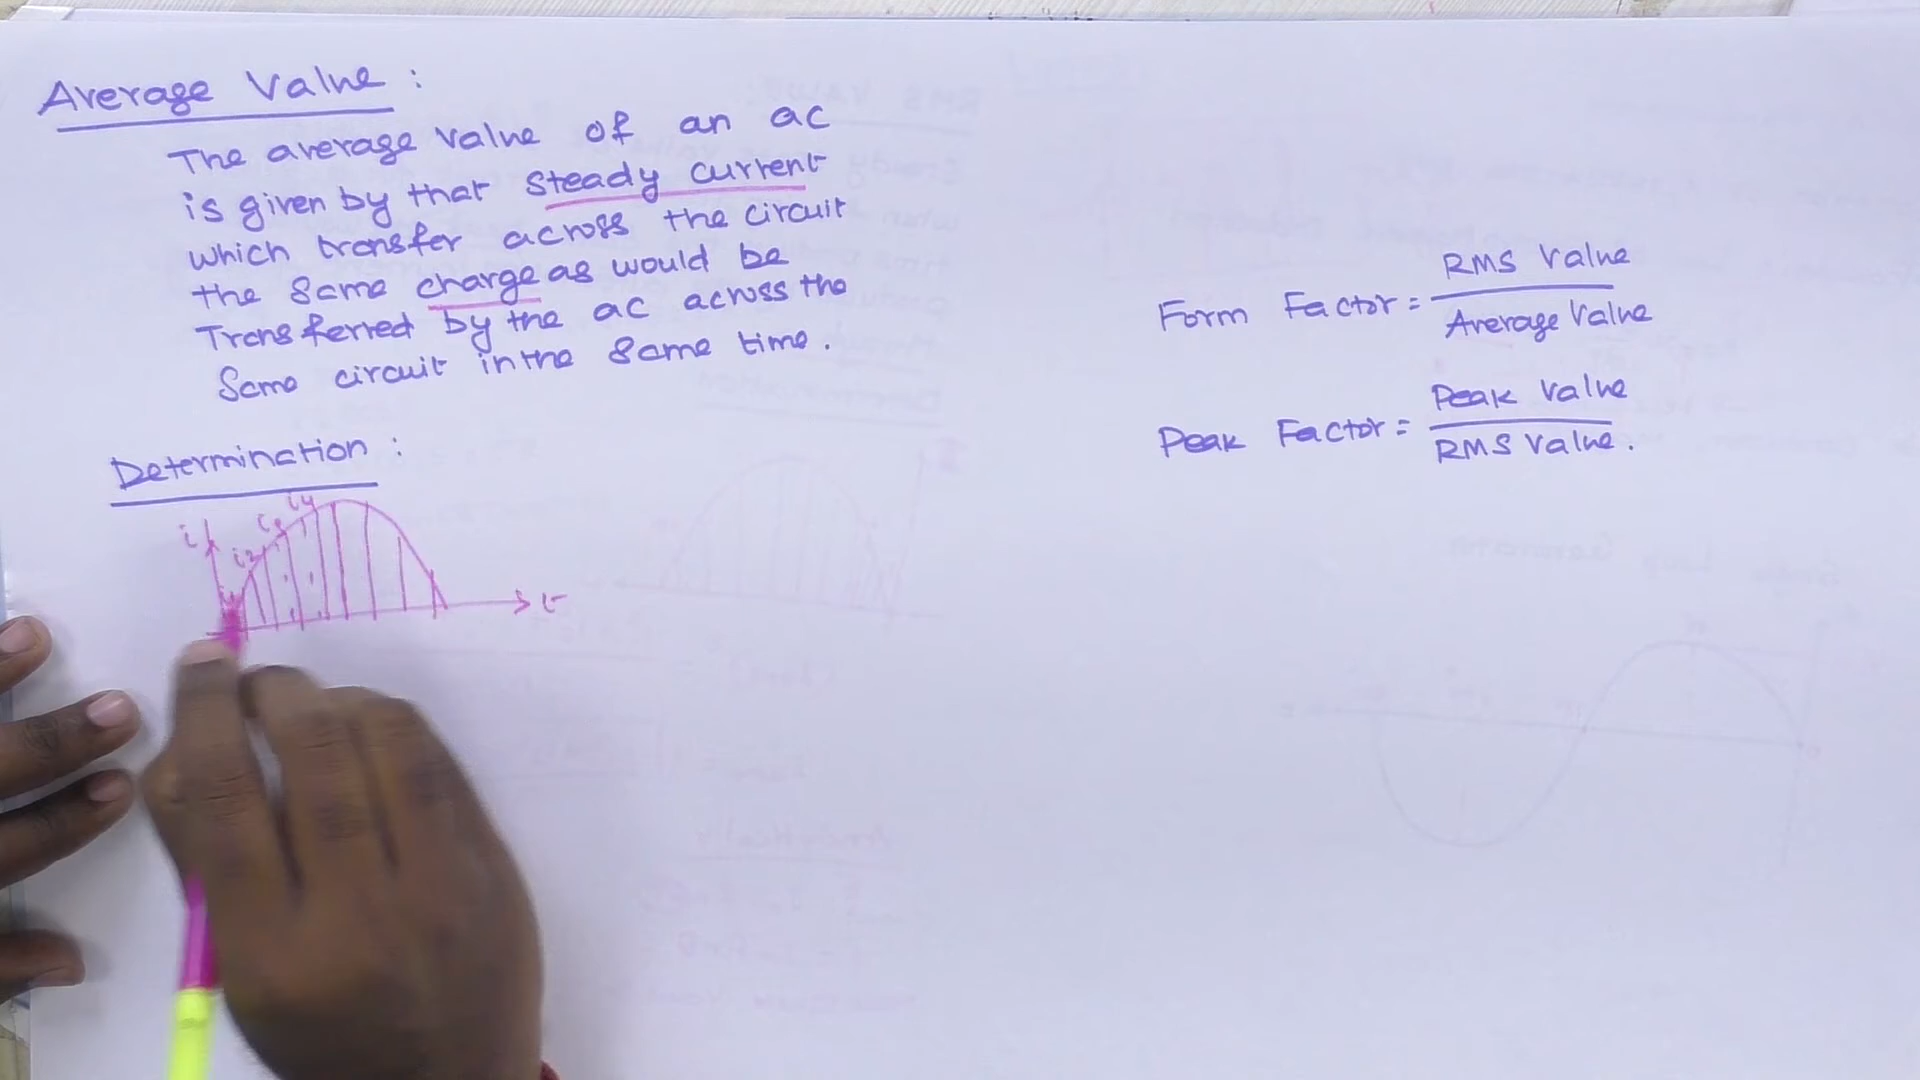 Average Value :
The average value of an ac
is given by that steady current
which transfer across the circuit
the same charge as would be
Transferred by the ac across the
Same circuit in the same time.
Determination :
i
i2
i3
i4
t
Form Factor = RMS Value
Average Value
Peak Factor = Peak Value
RMS Value.